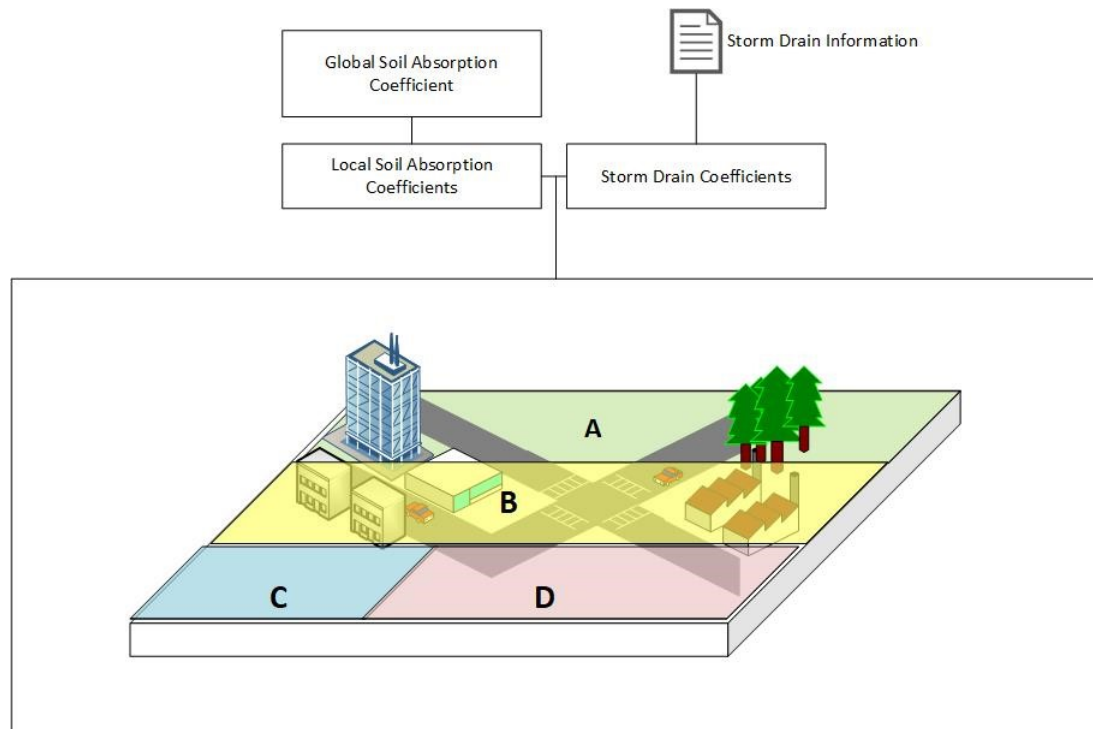 Storm Drain Information
Global Soil Absorption
Coefficient
Local Soil Absorption
Coefficients
Storm Drain Coefficients
A
B
C
D